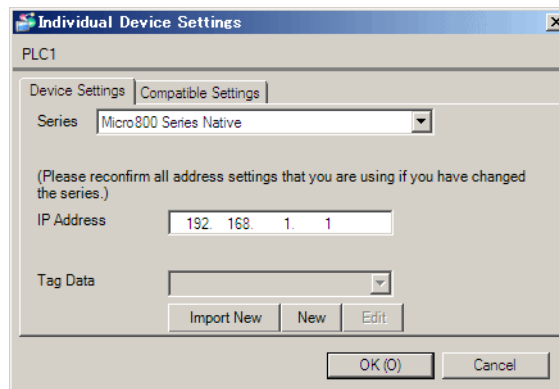 Individual Device Settings
PLC1
Device Settings Compatible Settings
Series Micro800 Series Native
(Please reconfirm all address settings that you are using if you have changed
the series.)
IP Address 192. 168. 1. 1
Tag Data
Import New New Edit
OK (O) Cancel